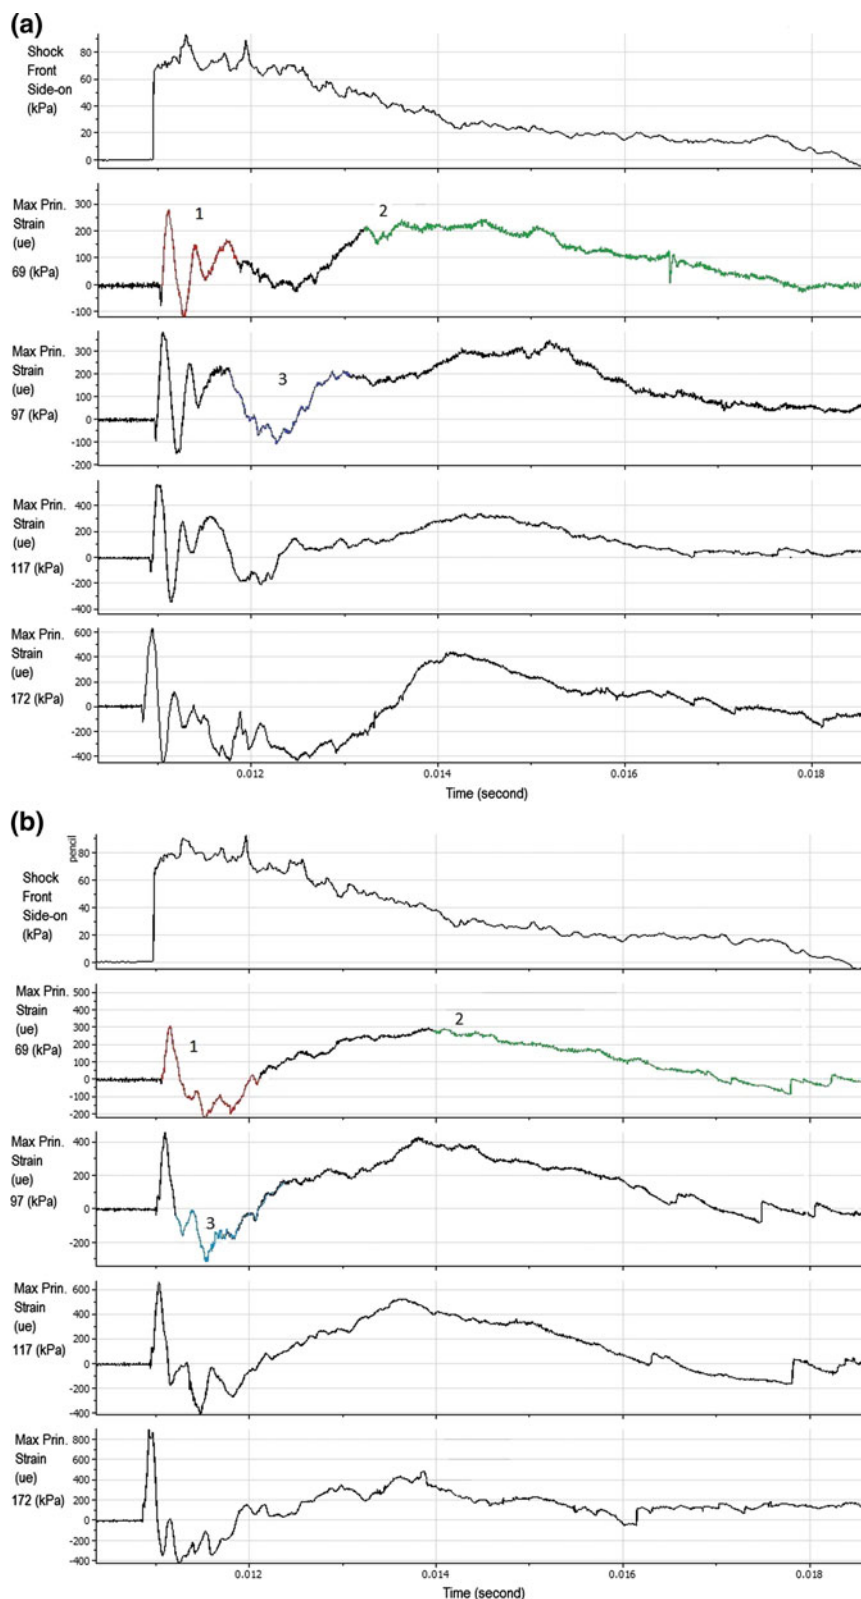 (a)
Shock
Front
Side-on
(kPa)
80
60
40
20
0
Max Prin.
Strain
(ue)
69 (kPa)
300
200
100
0
-100
1
2
Max Prin.
Strain
(ue)
97 (kPa)
300
200
100
0
-100
-200
3
Max Prin.
Strain
(ue)
117 (kPa)
400
200
0
-200
-400
Max Prin.
Strain
(ue)
172 (kPa)
600
400
200
0
-200
-400
0.012
0.014
0.016
0.018
Time (second)
(b)
pencil
Shock
Front
Side-on
(kPa)
80
60
40
20
0
Max Prin.
Strain
(ue)
69 (kPa)
500
400
300
200
100
0
-100
200
1
2
Max Prin.
Strain
(ue)
97 (kPa)
400
200
0
-200
3
Max Prin.
Strain
(ue)
117 (kPa)
600
400
200
0
-200
-400
Max Prin.
Strain
(ue)
172 (kPa)
800
600
400
200
0
-200
-400
0.012
0.014
0.016
0.018
Time (second)